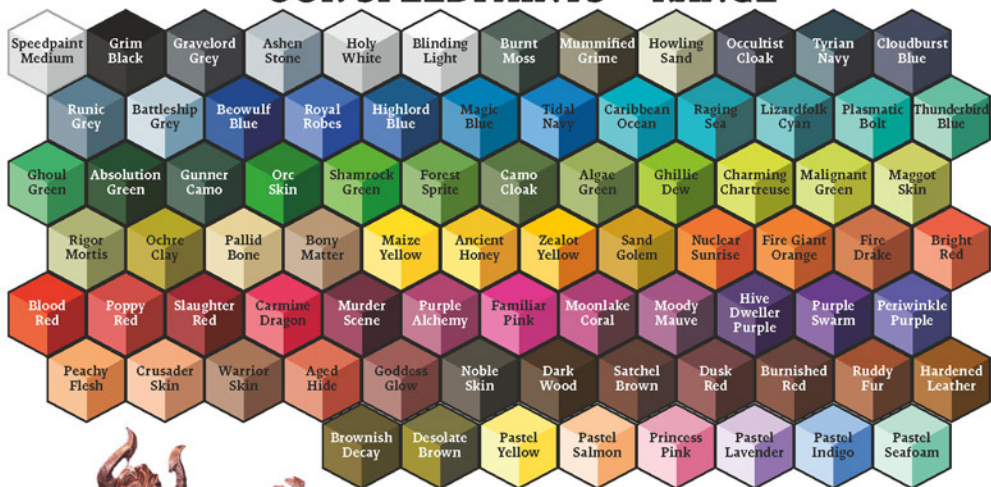 OUR SPEEDPAINTS RANGE
Speedpaint
Medium
Grim
Black
Gravelord
Grey
Ashen
Stone
Holy
White
Blinding
Light
Burnt
Moss
Mummified
Grime
Howling
Sand
Occultist
Cloak
Tyrian
Navy
Cloudburst
Blue
Runic
Grey
Battleship
Grey
Beowulf
Blue
Royal
Robes
Highlord
Blue
Magic
Blue
Tidal
Navy
Caribbean
Ocean
Raging
Sea
Lizardfolk
Cyan
Plasmatic
Bolt
Thunderbird
Blue
Ghoul
Green
Absolution
Green
Gunner
Camo
Orc
Skin
Shamrock
Green
Forest
Sprite
Camo
Cloak
Algae
Green
Ghillie
Dew
Charming
Chartreuse
Malignant
Green
Maggot
Skin
Rigor
Mortis
Ochre
Clay
Pallid
Bone
Bony
Matter
Maize
Yellow
Ancient
Honey
Zealot
Yellow
Sand
Golem
Nuclear
Sunrise
Fire Giant
Orange
Fire
Drake
Bright
Red
Blood
Red
Poppy
Red
Slaughter
Red
Carmine
Dragon
Murder
Scene
Purple
Alchemy
Familiar
Pink
Moonlake
Coral
Moody
Mauve
Hive
Dweller
Purple
Purple
Swarm
Periwinkle
Purple
Peachy
Flesh
Crusader
Skin
Warrior
Skin
Aged
Hide
Goddess
Glow
Noble
Skin
Dark
Wood
Satchel
Brown
Dusk
Red
Burnished
Red
Ruddy
Fur
Hardened
Leather
Brownish
Decay
Desolate
Brown
Pastel
Yellow
Pastel
Salmon
Princess
Pink
Pastel
Lavender
Pastel
Indigo
Pastel
Seafoam